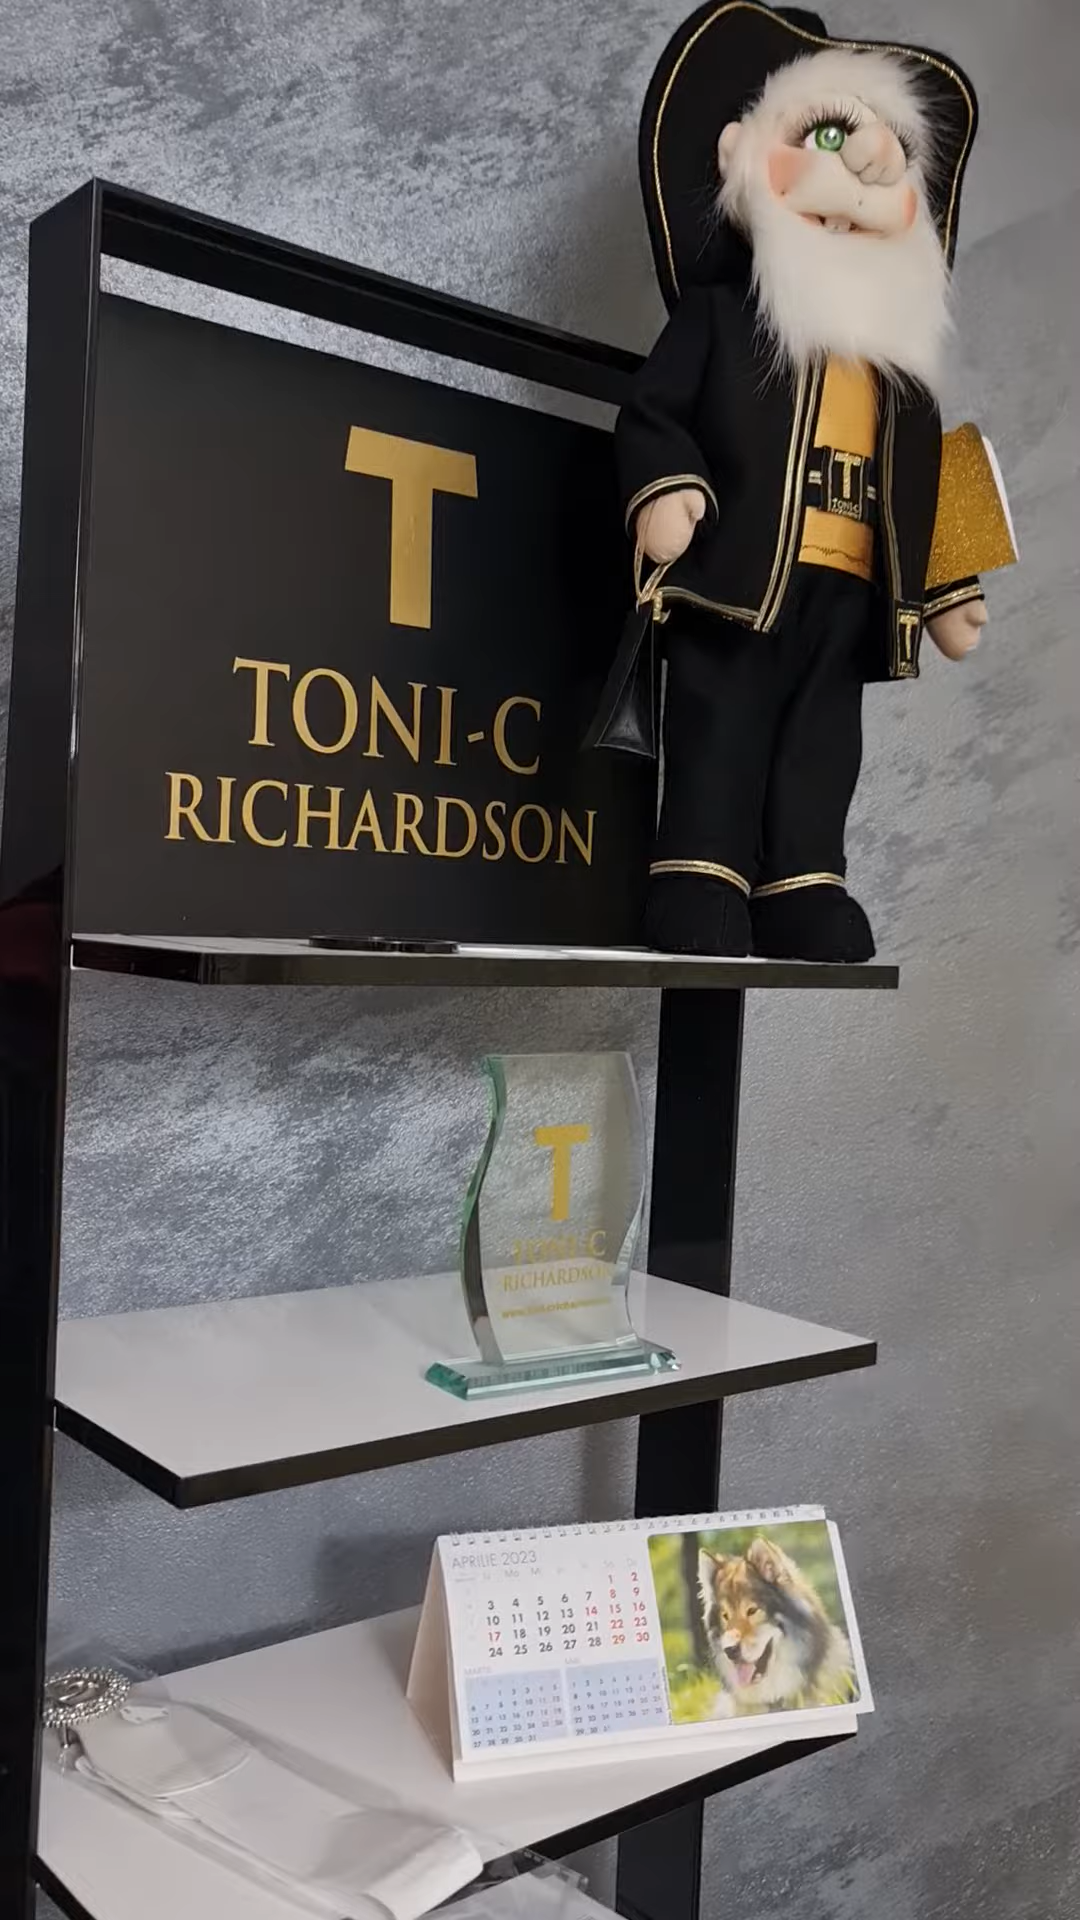 T
TONI-C
RICHARDSON
T
TONI-C
T
T
TONI-C
RICHARDSON
APRILIE 2023
1 2
3 4 5 6 7 8 9
10 11 12 13 14 15 16
17 18 19 20 21 22 23
24 25 26 27 28 29 30